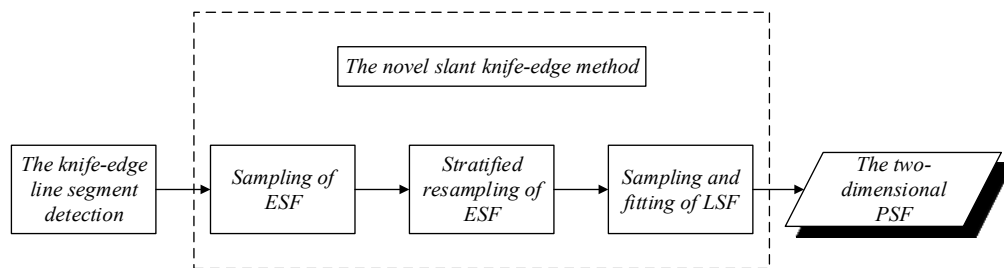 The novel slant knife-edge method
The knife-edge
line segment
detection
Sampling of
ESF
Stratified
resampling of
ESF
Sampling and
fitting of LSF
The two-
dimensional
PSF